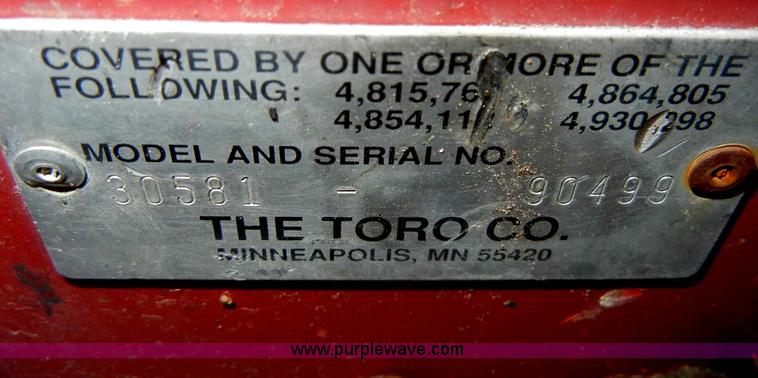 COVERED BY ONE OR MORE OF THE
FOLLOWING: 4,864,805
4,930,298
MODEL AND SERIAL NO.
30581 - 90499
THE TORO CO.
MINNEAPOLIS, MN 55420
www.purplewave.com